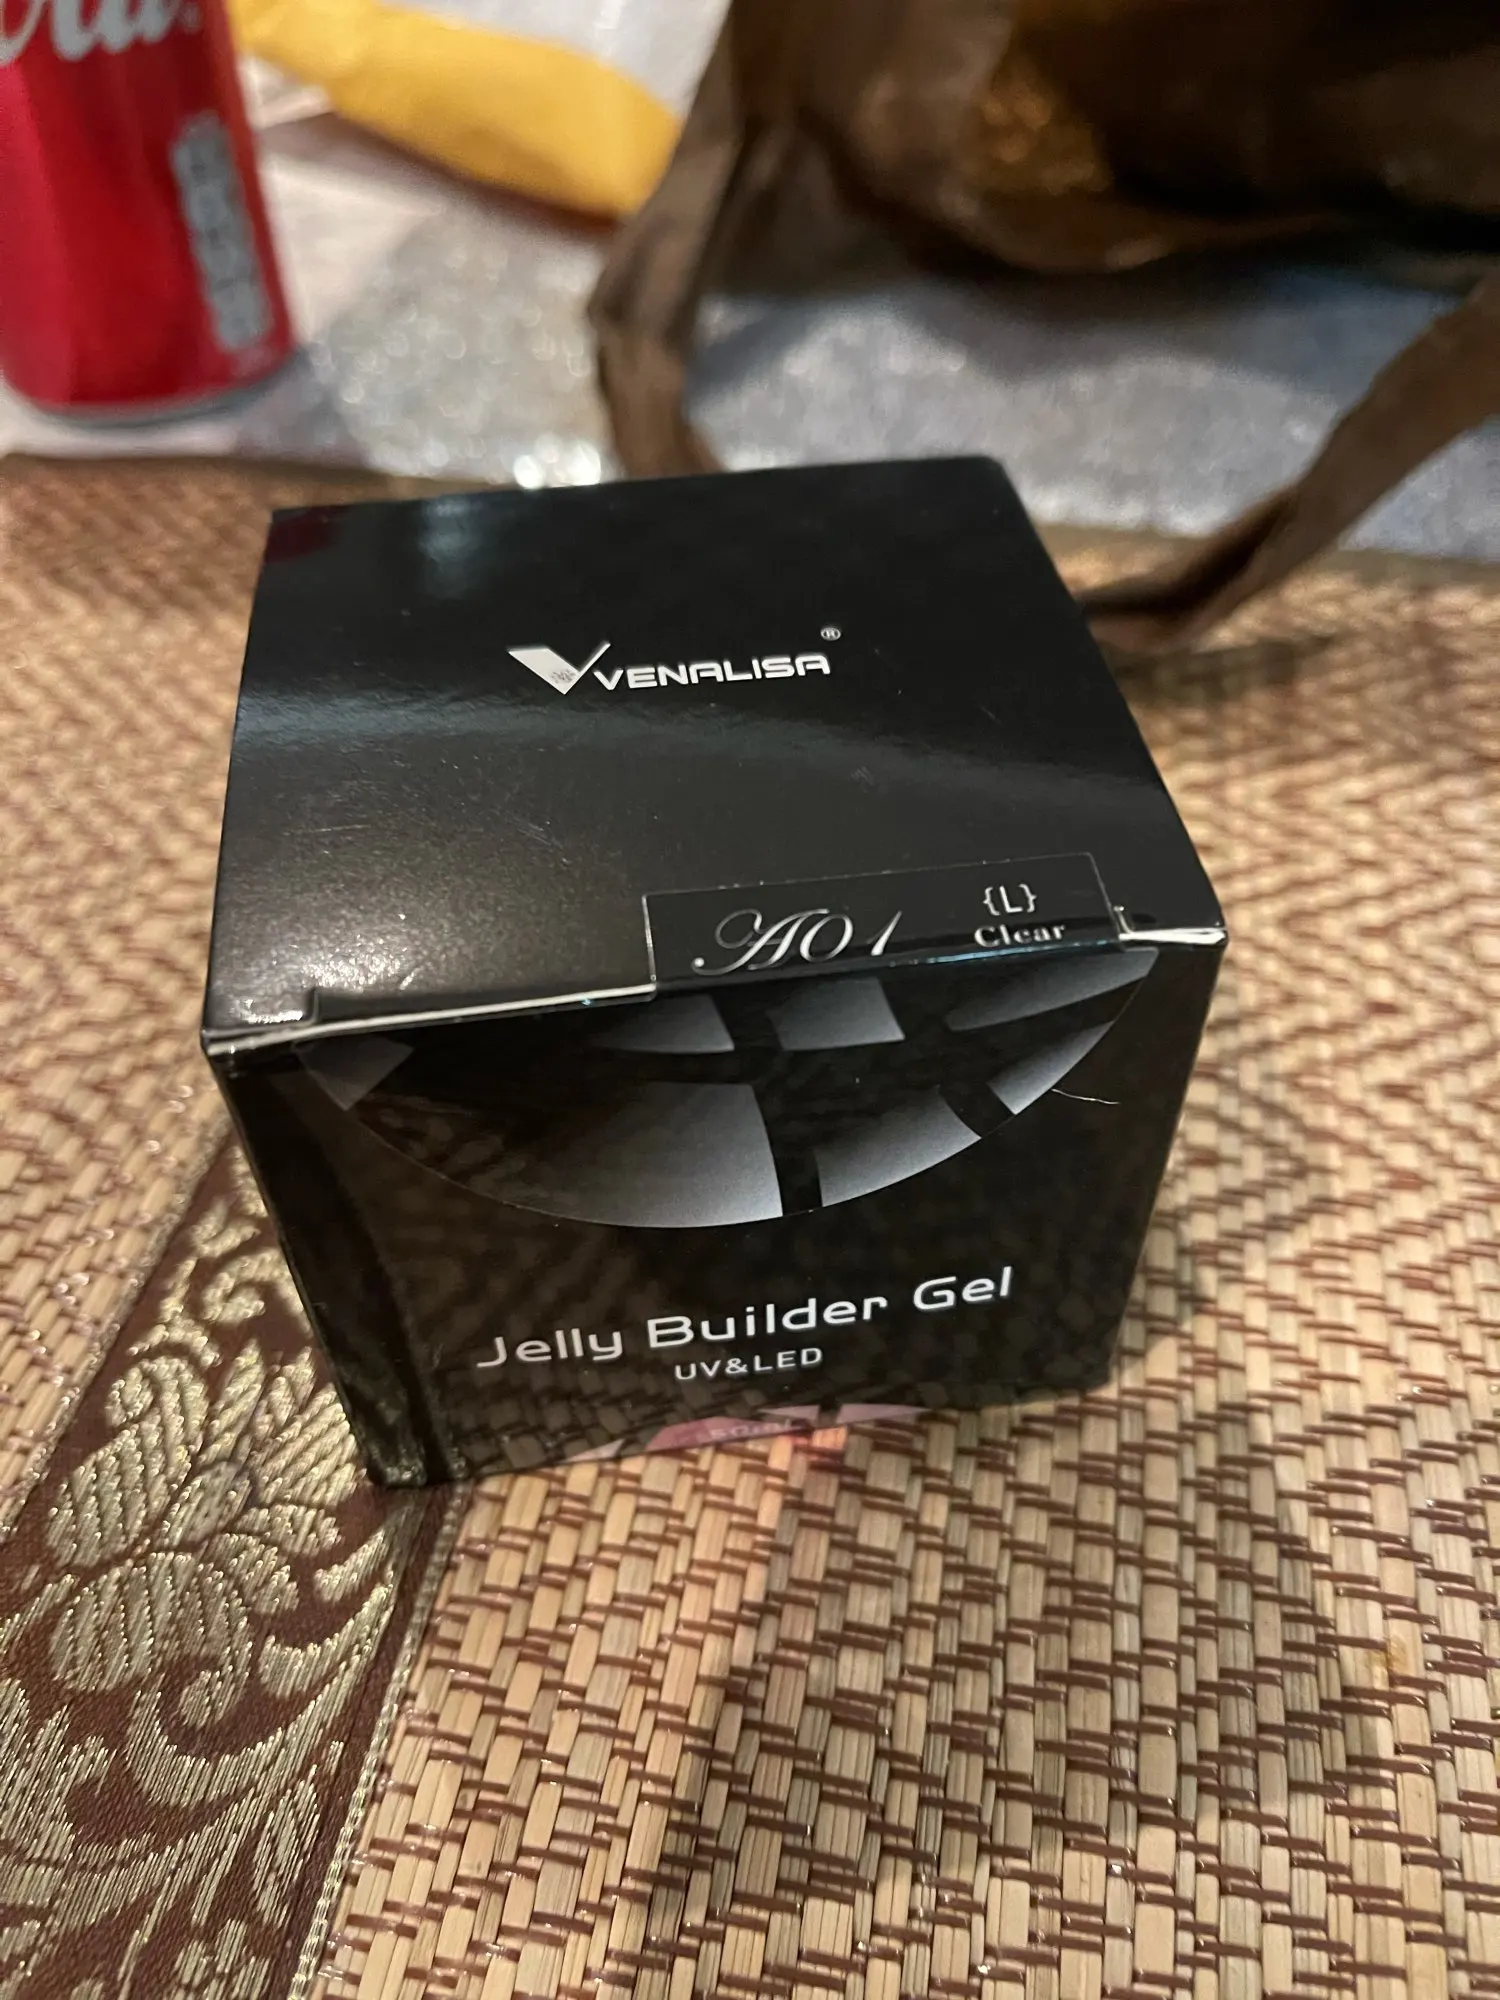 VENALISA®
A01
{L}
Clear
Jelly Builder Gel
UV&LED